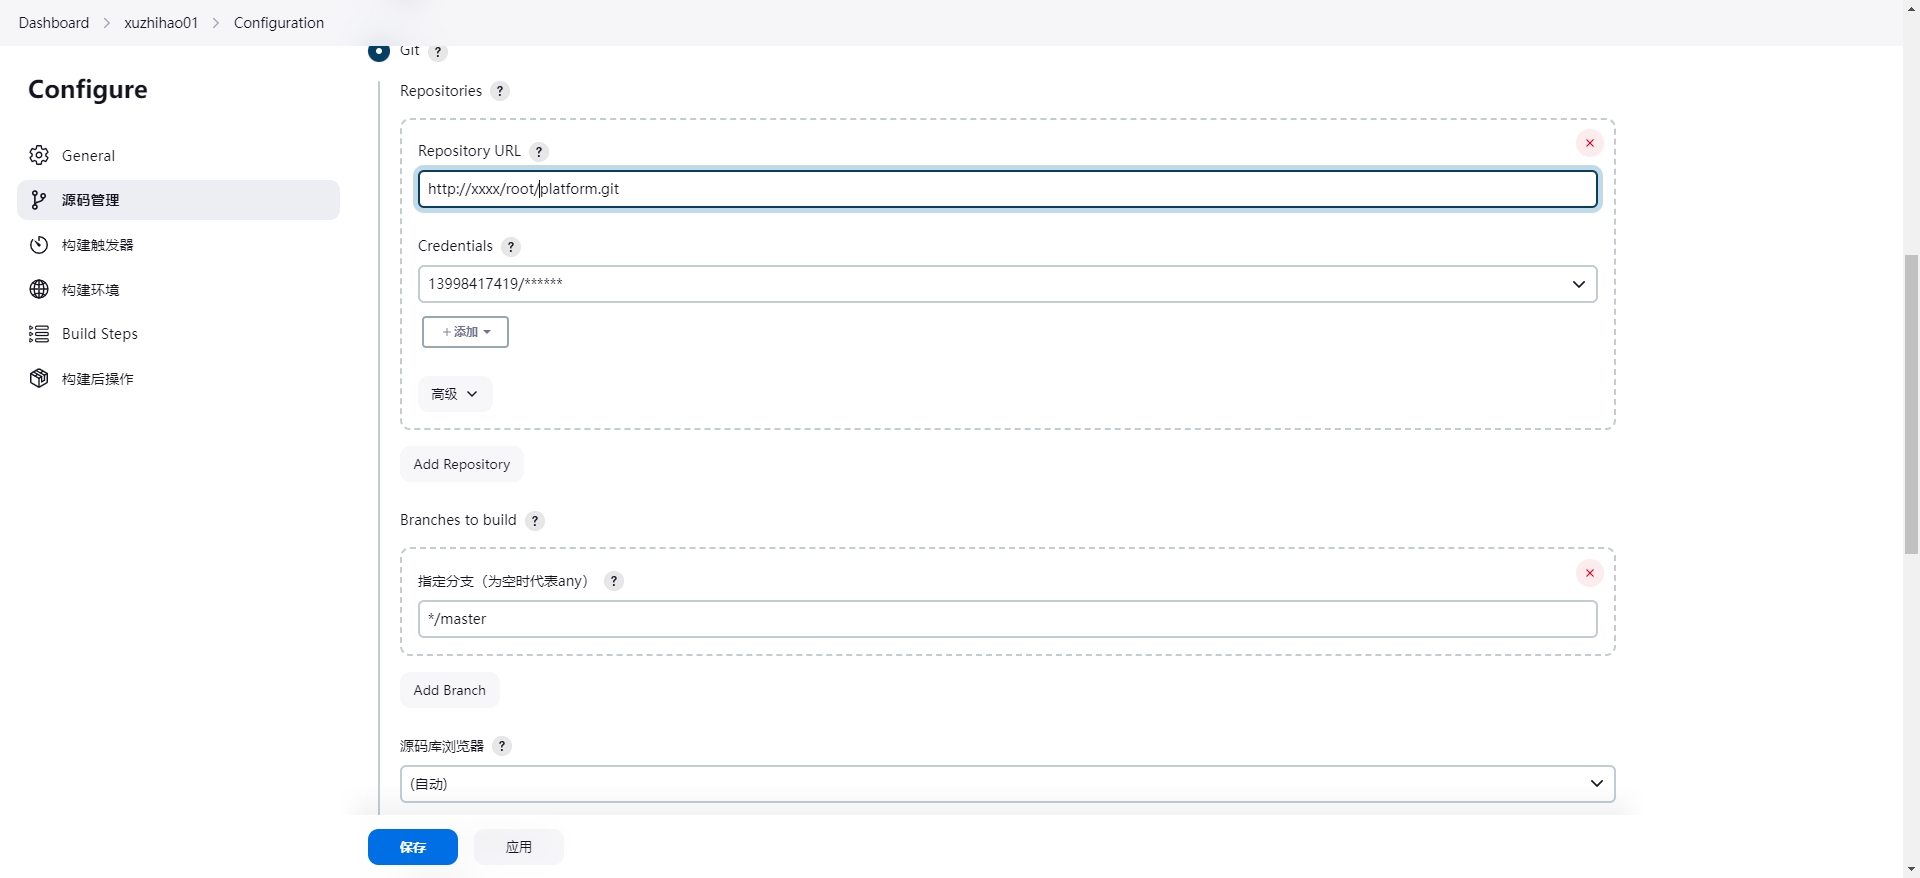 Dashboard
xuzhihao01
Configuration
Configure
General
源码管理
构建触发器
构建环境
Build Steps
构建后操作
Git ?
Repositories ?
Repository URL ?
http://xxxx/root/platform.git
Credentials ?
13998417419/******
+添加
高级
Add Repository
Branches to build ?
指定分支（为空时代表any） ?
*/master
Add Branch
源码库浏览器 ?
(自动)
保存
应用